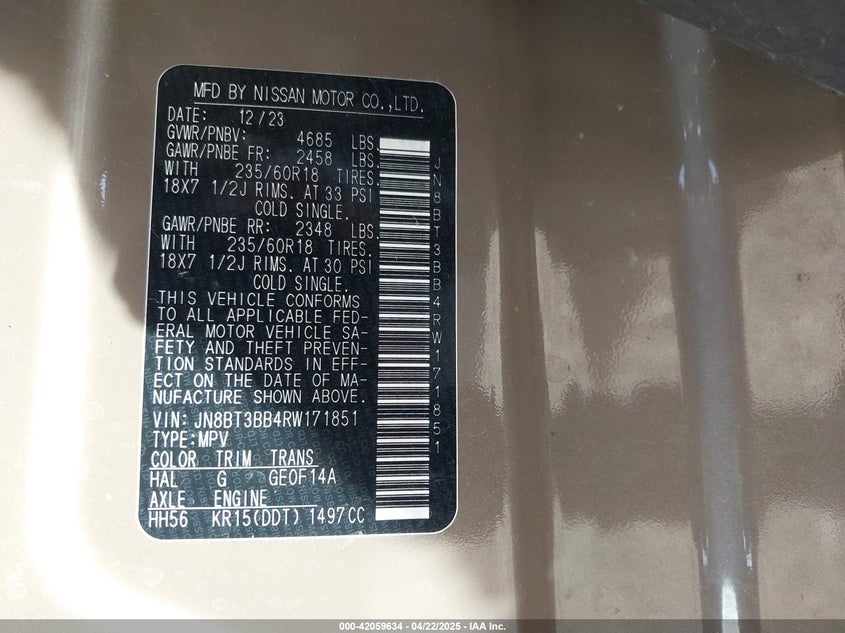 MFD BY NISSAN MOTOR CO.,LTD.
DATE: 12/23
GVWR/PNBV: 4685 LBS.
GAWR/PNBE FR: 2458 LBS.
WITH 235/60R18 TIRES.
18X7 1/2J RIMS. AT 33 PSI
COLD SINGLE.
GAWR/PNBE RR: 2348 LBS.
WITH 235/60R18 TIRES.
18X7 1/2J RIMS. AT 30 PSI
COLD SINGLE.
THIS VEHICLE CONFORMS
TO ALL APPLICABLE FED-
ERAL MOTOR VEHICLE SA-
FETY AND THEFT PREVEN-
TION STANDARDS IN EFF-
ECT ON THE DATE OF MA-
NUFACTURE SHOWN ABOVE.
VIN: JN8BT3BB4RW171851
TYPE:MPV
COLOR TRIM TRANS
HAL G GE0F14A
AXLE ENGINE
HH56 KR15(DDT) 1497CC
JN8BT3BB4RW171851
000-42059634 - 04/22/2025 - IAA Inc.